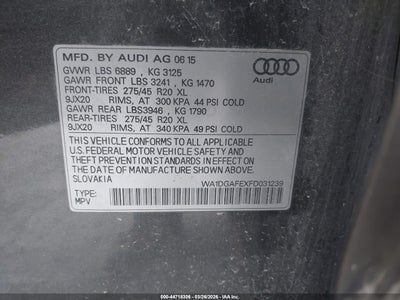 MFD. BY AUDI AG 06 15
GVWR LBS 6889 , KG 3125
GAWR FRONT LBS 3241 , KG 1470
FRONT-TIRES 275/45 R20 XL
9JX20 RIMS, AT 300 KPA 44 PSI COLD
GAWR REAR LBS3946 , KG 1790
REAR-TIRES 275/45 R20 XL
9JX20 RIMS, AT 340 KPA 49 PSI COLD
Audi
THIS VEHICLE CONFORMS TO ALL APPLICABLE
U.S. FEDERAL MOTOR VEHICLE SAFETY AND
THEFT PREVENTION STANDARDS IN EFFECT ON
THE DATE OF MANUFACTURE SHOWN ABOVE.
SLOVAKIA WA1DGAFEXFD031239
TYPE:
MPV
000-44718306 - 03/26/2026 - IAAI.COM